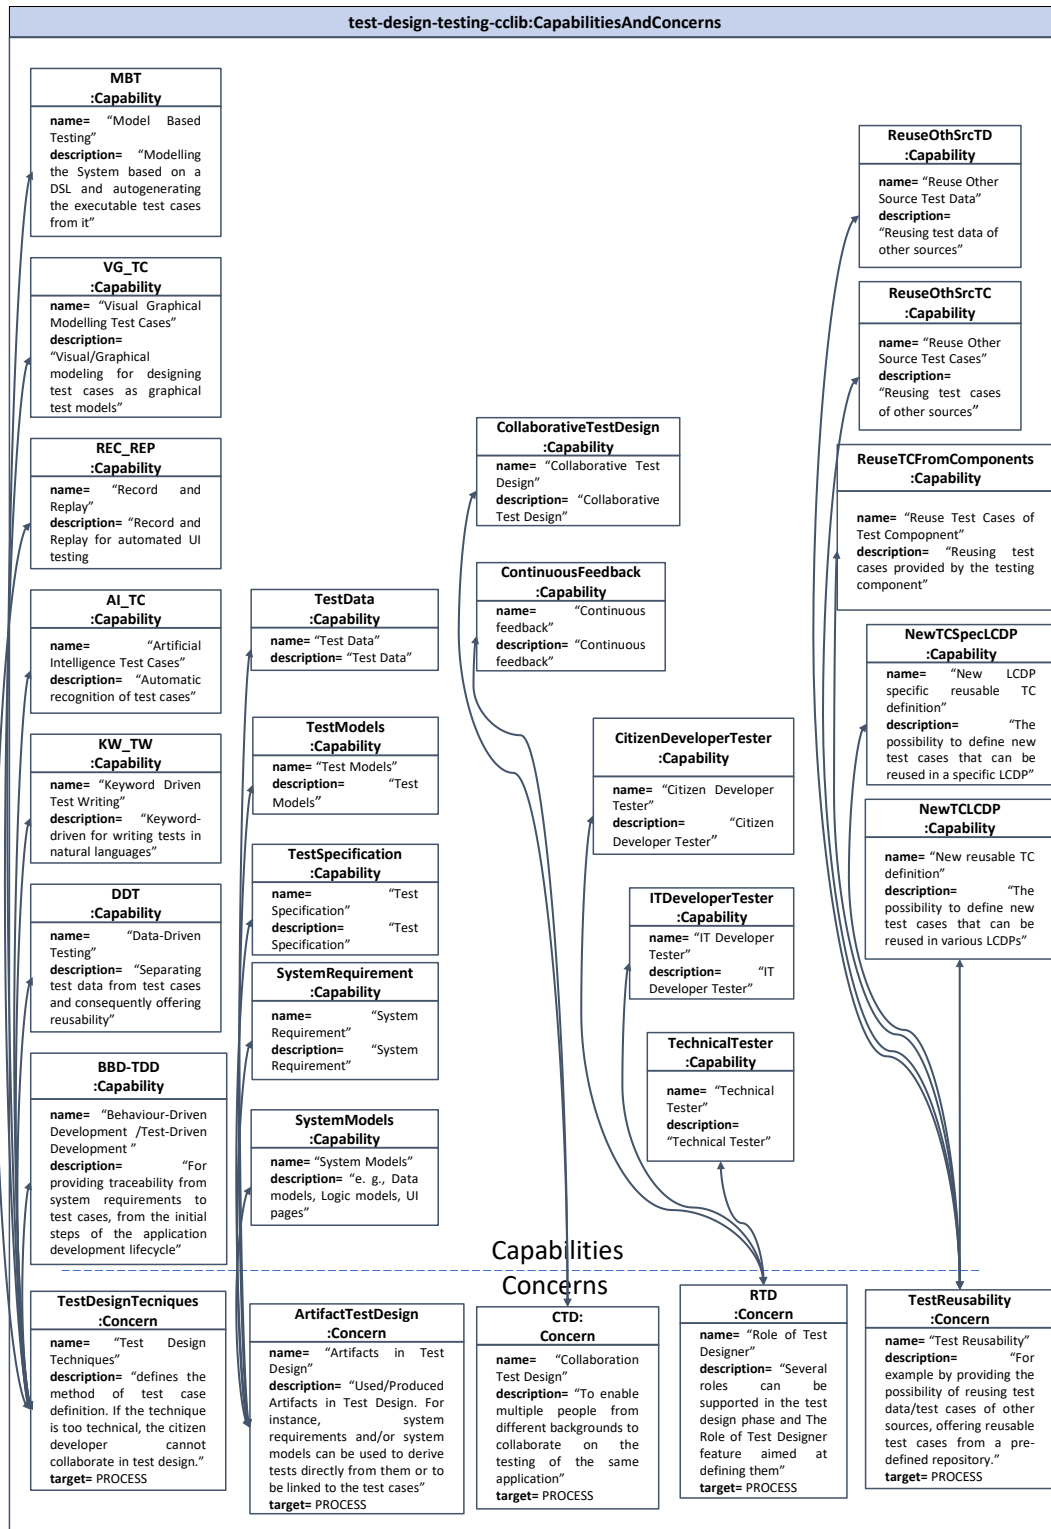 test-design-testing-cclib:CapabilitiesAndConcerns
MBT
:Capability
name= “Model Based
Testing”
description= “Modelling
the System based on a
DSL and autogenerating
the executable test cases
from it”
VG_TC
:Capability
name= “Visual Graphical
Modelling Test Cases”
description=
“Visual/Graphical
modeling for designing
test cases as graphical
test models”
REC_REP
:Capability
name= “Record and
Replay”
description= “Record and
Replay for automated UI
testing
AI_TC
:Capability
name= “Artificial
Intelligence Test Cases”
description= “Automatic
recognition of test cases”
KW_TW
:Capability
name= “Keyword Driven
Test Writing”
description= “Keyword-
driven for writing tests in
natural languages”
DDT
:Capability
name= “Data-Driven
Testing”
description= “Separating
test data from test cases
and consequently offering
reusability”
BBD-TDD
:Capability
name= “Behaviour-Driven
Development /Test-Driven
Development ”
description= “For
providing traceability from
system requirements to
test cases, from the initial
steps of the application
development lifecycle”
TestData
:Capability
name= “Test Data”
description= “Test Data”
TestModels
:Capability
name= “Test Models”
description= “Test
Models”
TestSpecification
:Capability
name= “Test
Specification”
description= “Test
Specification”
SystemRequirement
:Capability
name= “System
Requirement”
description= “System
Requirement”
SystemModels
:Capability
name= “System Models”
description= “e. g., Data
models, Logic models, UI
pages”
CollaborativeTestDesign
:Capability
name= “Collaborative Test
Design”
description= “Collaborative
Test Design”
ContinuousFeedback
:Capability
name= “Continuous
feedback”
description= “Continuous
feedback”
CitizenDeveloperTester
:Capability
name= “Citizen Developer
Tester”
description= “Citizen
Developer Tester”
ITDeveloperTester
:Capability
name= “IT Developer
Tester”
description= “IT
Developer Tester”
TechnicalTester
:Capability
name= “Technical
Tester”
description=
“Technical Tester”
ReuseOthSrcTD
:Capability
name= “Reuse Other
Source Test Data”
description=
“Reusing test data of
other sources”
ReuseOthSrcTC
:Capability
name= “Reuse Other
Source Test Cases”
description=
“Reusing test cases
of other sources”
ReuseTCFromComponents
:Capability
name= “Reuse Test Cases of
Test Compopnent”
description= “Reusing test
cases provided by the testing
component”
NewTCSpecLCDP
:Capability
name= “New LCDP
specific reusable TC
definition”
description= “The
possibility to define new
test cases that can be
reused in a specific LCDP”
NewTCLCDP
:Capability
name= “New reusable TC
definition”
description= “The
possibility to define new
test cases that can be
reused in various LCDPs”
Capabilities
Concerns
TestDesignTecniques
:Concern
name= “Test Design
Techniques”
description= “defines the
method of test case
definition. If the technique
is too technical, the citizen
developer cannot
collaborate in test design.”
target= PROCESS
ArtifactTestDesign
:Concern
name= “Artifacts in Test
Design”
description= “Used/Produced
Artifacts in Test Design. For
instance, system
requirements and/or system
models can be used to derive
tests directly from them or to
be linked to the test cases”
target= PROCESS
CTD:
Concern
name= “Collaboration
Test Design”
description= “To enable
multiple people from
different backgrounds to
collaborate on the
testing of the same
application”
target= PROCESS
RTD
:Concern
name= “Role of Test
Designer”
description= “Several
roles can be
supported in the test
design phase and The
Role of Test Designer
feature aimed at
defining them”
target= PROCESS
TestReusability
:Concern
name= “Test Reusability”
description= “For
example by providing the
possibility of reusing test
data/test cases of other
sources, offering reusable
test cases from a pre-
defined repository.”
target= PROCESS